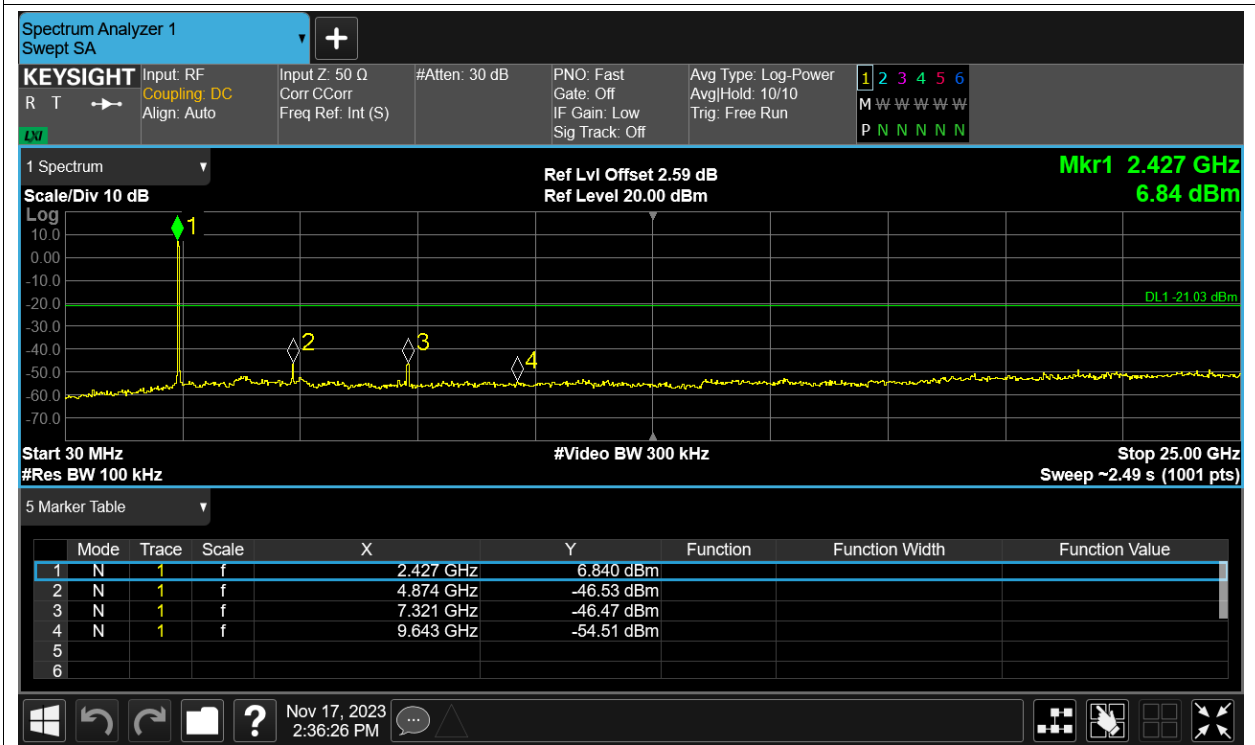 Spectrum Analyzer 1
Swept SA
+
KEYSIGHT Input: RF Input Z: 50 Ω #Atten: 30 dB PNO: Fast Avg Type: Log-Power 1 2 3 4 5 6
R T Coupling: DC Corr CCorr Gate: Off Avg|Hold: 10/10 M W W W W W
Align: Auto Freq Ref: Int (S) IF Gain: Low Trig: Free Run
LXI Sig Track: Off P N N N N N
1 Spectrum Ref Lvl Offset 2.59 dB Mkr1 2.427 GHz
Scale/Div 10 dB Ref Level 20.00 dBm 6.84 dBm
Log
1
10.0
0.00
-10.0
DL1 -21.03 dBm
-20.0
-30.0
2 3
-40.0
4
-50.0
-60.0
-70.0
Start 30 MHz #Video BW 300 kHz Stop 25.00 GHz
#Res BW 100 kHz Sweep ~2.49 s (1001 pts)
5 Marker Table
Mode Trace Scale X Y Function Function Width Function Value
1 N 1 f 2.427 GHz 6.840 dBm
2 N 1 f 4.874 GHz -46.53 dBm
3 N 1 f 7.321 GHz -46.47 dBm
4 N 1 f 9.643 GHz -54.51 dBm
5
6
? Nov 17, 2023
2:36:26 PM